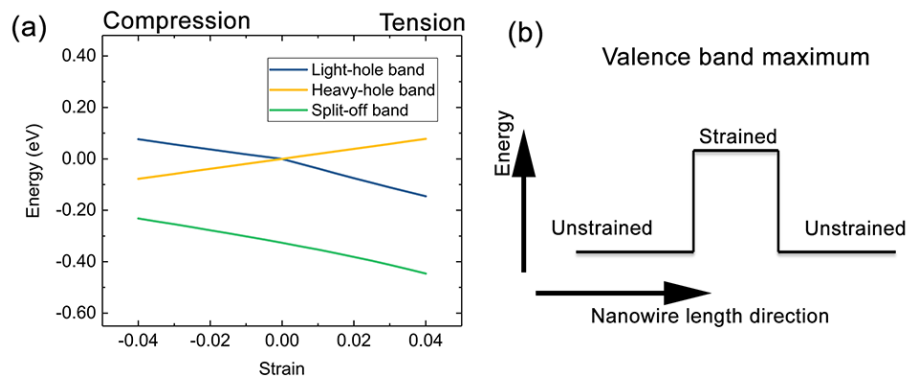 (a)
Compression
Tension
Light-hole band
Heavy-hole band
Split-off band
Energy (eV)
0.40
0.20
0.00
-0.20
-0.40
-0.60
-0.04
-0.02
0.00
0.02
0.04
Strain
(b)
Valence band maximum
Energy
Strained
Unstrained
Unstrained
Nanowire length direction